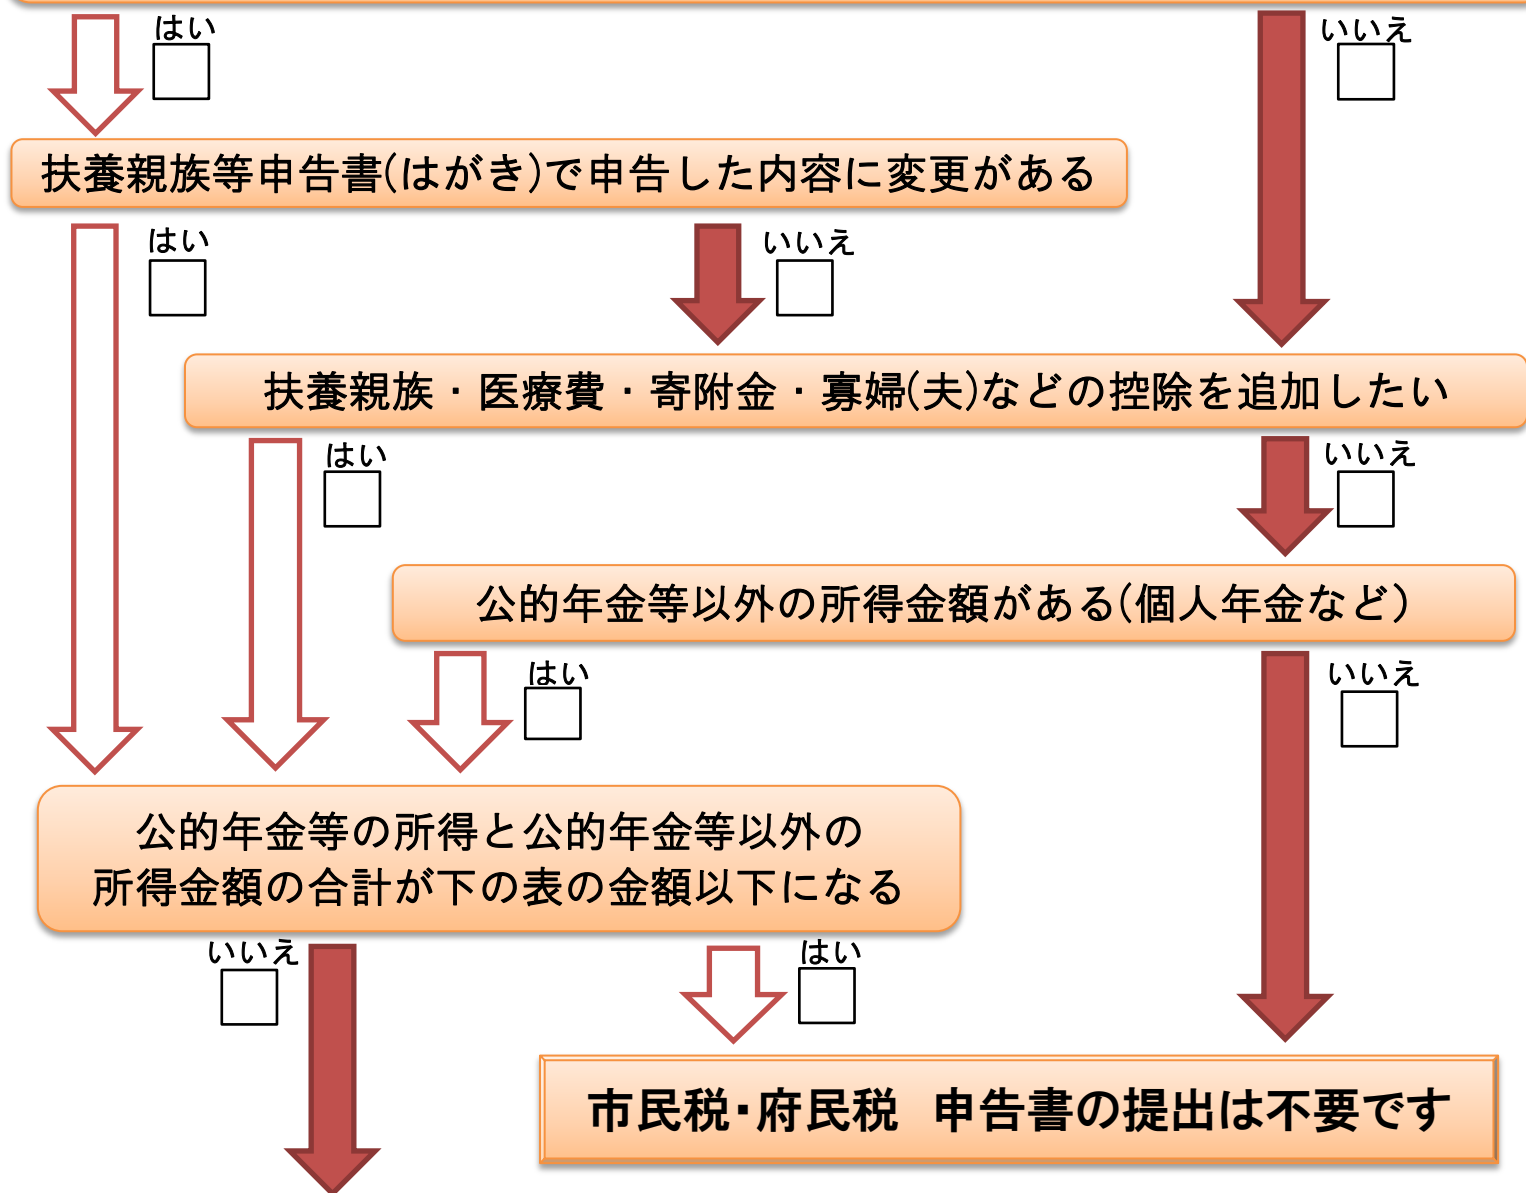 はい
いいえ
扶養親族等申告書(はがき)で申告した内容に変更がある
はい
いいえ
扶養親族・医療費・寄附金・寡婦(夫)などの控除を追加したい
はい
いいえ
公的年金等以外の所得金額がある(個人年金など）
はい
いいえ
公的年金等の所得と公的年金等以外の
所得金額の合計が下の表の金額以下になる
いいえ
はい
市民税・府民税　申告書の提出は不要です